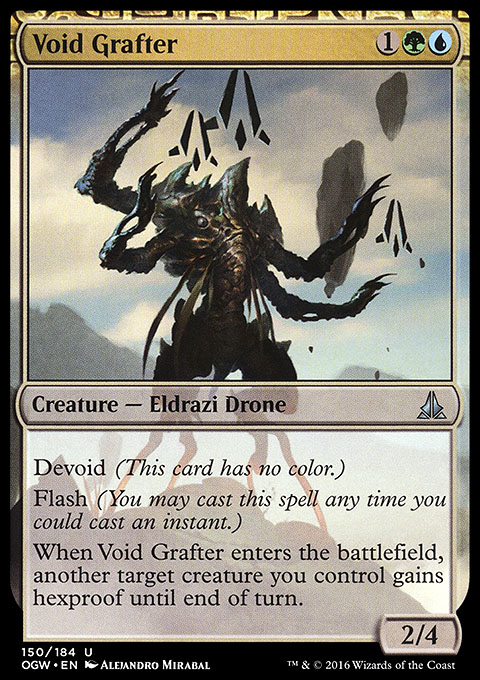 Void Grafter 1
Creature — Eldrazi Drone
Devoid (This card has no color.)
Flash (You may cast this spell any time you
could cast an instant.)
When Void Grafter enters the battlefield,
another target creature you control gains
hexproof until end of turn.
2/4
150/184 U
OGW • EN Alejandro Mirabal
™ & © 2016 Wizards of the Coast